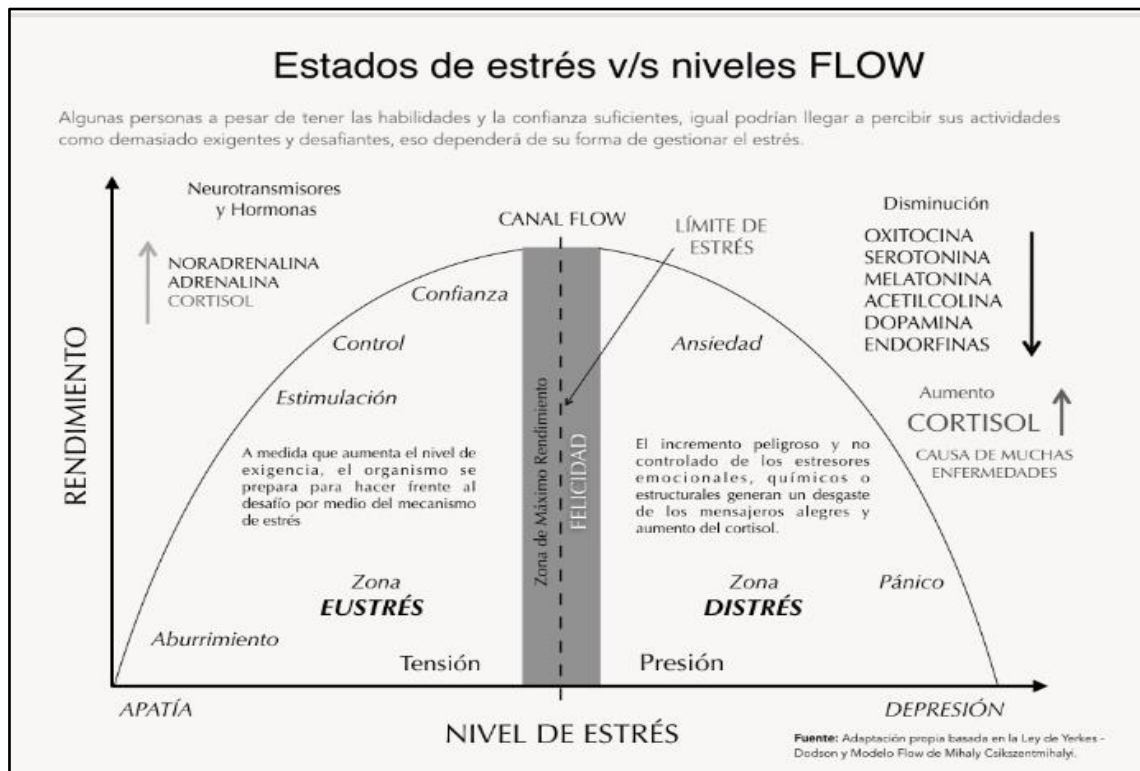 Estados de estrés v/s niveles FLOW
Algunas personas a pesar de tener las habilidades y la confianza suficientes, igual podrían llegar a percibir sus actividades
como demasiado exigentes y desafiantes, eso dependerá de su forma de gestionar el estrés.
Neurotransmisores
y Hormonas
NORADRENALINA
ADRENALINA
CORTISOL
CANAL FLOW
LÍMITE DE
ESTRÉS
Disminución
OXITOCINA
SEROTONINA
MELATONINA
ACETILCOLINA
DOPAMINA
ENDORFINAS
Aumento
CORTISOL
CAUSA DE MUCHAS
ENFERMEDADES
RENDIMIENTO
Confianza
Control
Estimulación
A medida que aumenta el nivel de
exigencia, el organismo se
prepara para hacer frente al
desafío por medio del mecanismo
de estrés
Zona
EUSTRÉS
Aburrimiento
Tensión
Zona de Máximo Rendimiento
FELICIDAD
Ansiedad
El incremento peligroso y no
controlado de los estresores
emocionales, químicos o
estructurales generan un desgaste
de los mensajeros alegres y
aumento del cortisol.
Zona
DISTRÉS
Pánico
Presión
APATÍA
NIVEL DE ESTRÉS
DEPRESIÓN
Fuente: Adaptación propia basada en la Ley de Yerkes -
Dodson y Modelo Flow de Mihaly Csikszentmihalyi.